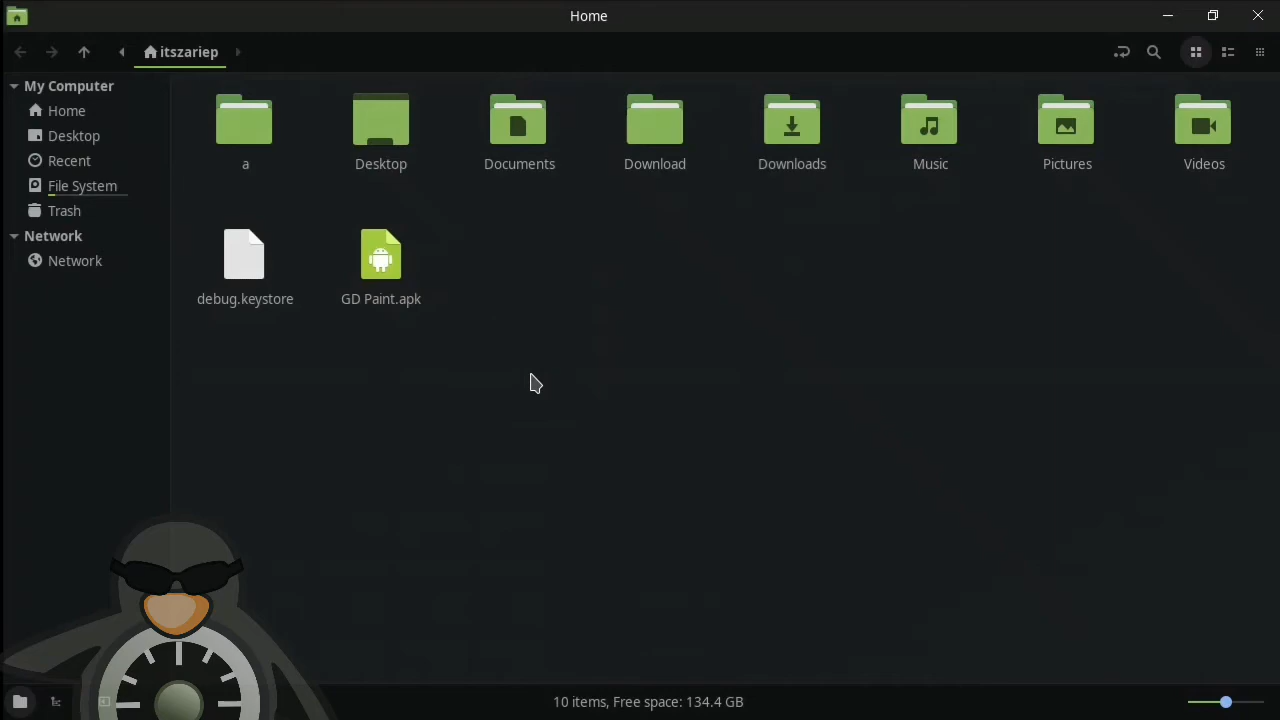 Home
itszariep
My Computer
Home
Desktop
Recent
File System
Trash
Network
Network
a
Desktop
Documents
Download
Downloads
Music
Pictures
Videos
debug.keystore
GD Paint.apk
10 items, Free space: 134.4 GB